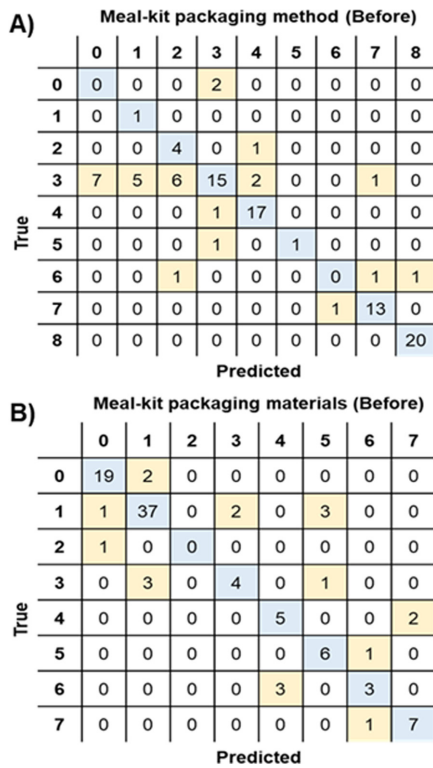 A) Meal-kit packaging method (Before)
0 1 2 3 4 5 6 7 8
0 0 0 0 2 0 0 0 0 0
1 0 1 0 0 0 0 0 0 0
2 0 0 4 0 1 0 0 0 0
3 7 5 6 15 2 0 0 1 0
4 0 0 0 1 17 0 0 0 0
5 0 0 0 1 0 1 0 0 0
6 0 0 1 0 0 0 0 1 1
7 0 0 0 0 0 0 1 13 0
8 0 0 0 0 0 0 0 0 20
True
Predicted
B) Meal-kit packaging materials (Before)
0 1 2 3 4 5 6 7
0 19 2 0 0 0 0 0 0
1 1 37 0 2 0 3 0 0
2 1 0 0 0 0 0 0 0
3 0 3 0 4 0 1 0 0
4 0 0 0 0 5 0 0 2
5 0 0 0 0 0 6 1 0
6 0 0 0 0 3 0 3 0
7 0 0 0 0 0 0 1 7
True
Predicted